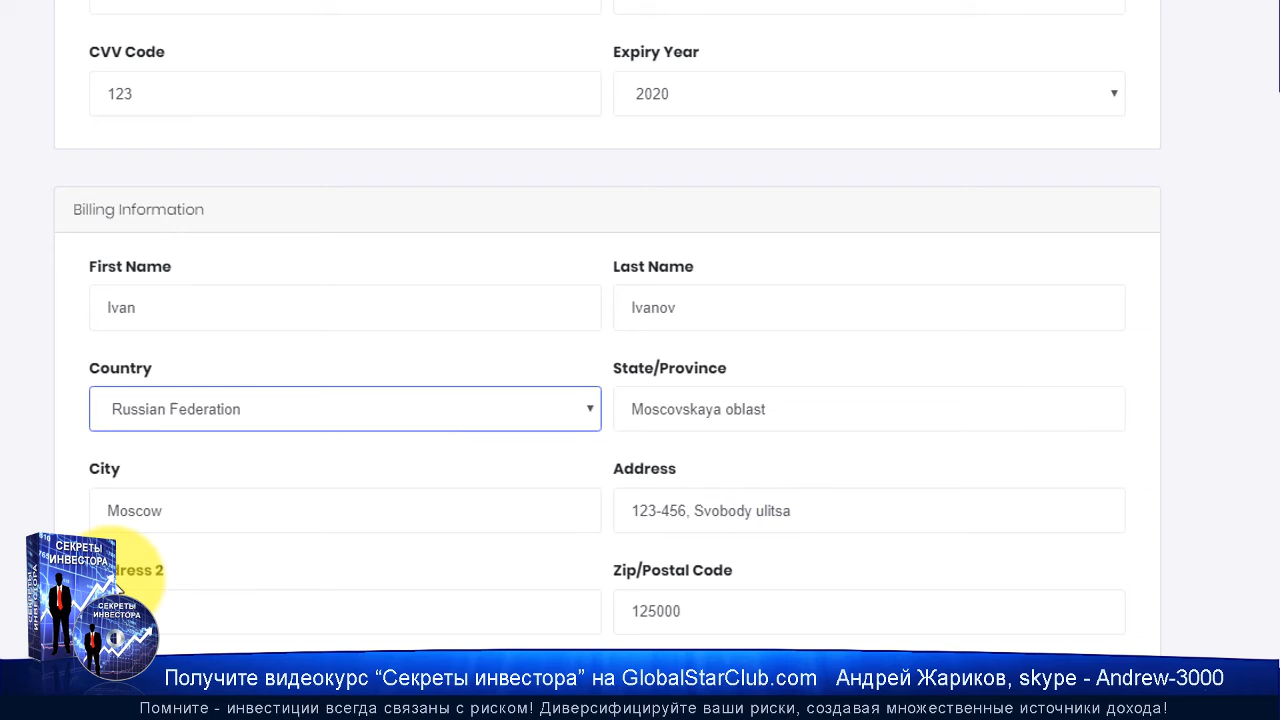 CVV Code
Expiry Year
123
2020
Billing Information
First Name
Last Name
Ivan
Ivanov
Country
State/Province
Russian Federation
Moscovskaya oblast
City
Address
Moscow
123-456, Svobody ulitsa
dress 2
Zip/Postal Code
125000
СЕКРЕТЫ
ИНВЕСТОРА
СЕКРЕТЫ
ИНВЕСТОРА
Получите видеокурс “Секреты инвестора” на GlobalStarClub.com Андрей Жариков, skype - Andrew-3000
Помните - инвестиции всегда связаны с риском! Диверсифицируйте ваши риски, создавая множественные источники дохода!